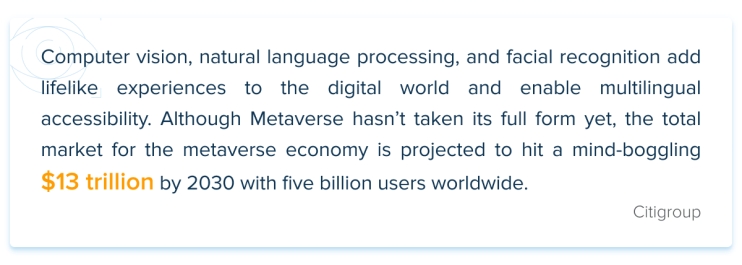 Computer vision, natural language processing, and facial recognition add
lifelike experiences to the digital world and enable multilingual
accessibility. Although Metaverse hasn’t taken its full form yet, the total
market for the metaverse economy is projected to hit a mind-boggling
$13 trillion by 2030 with five billion users worldwide.
Citigroup